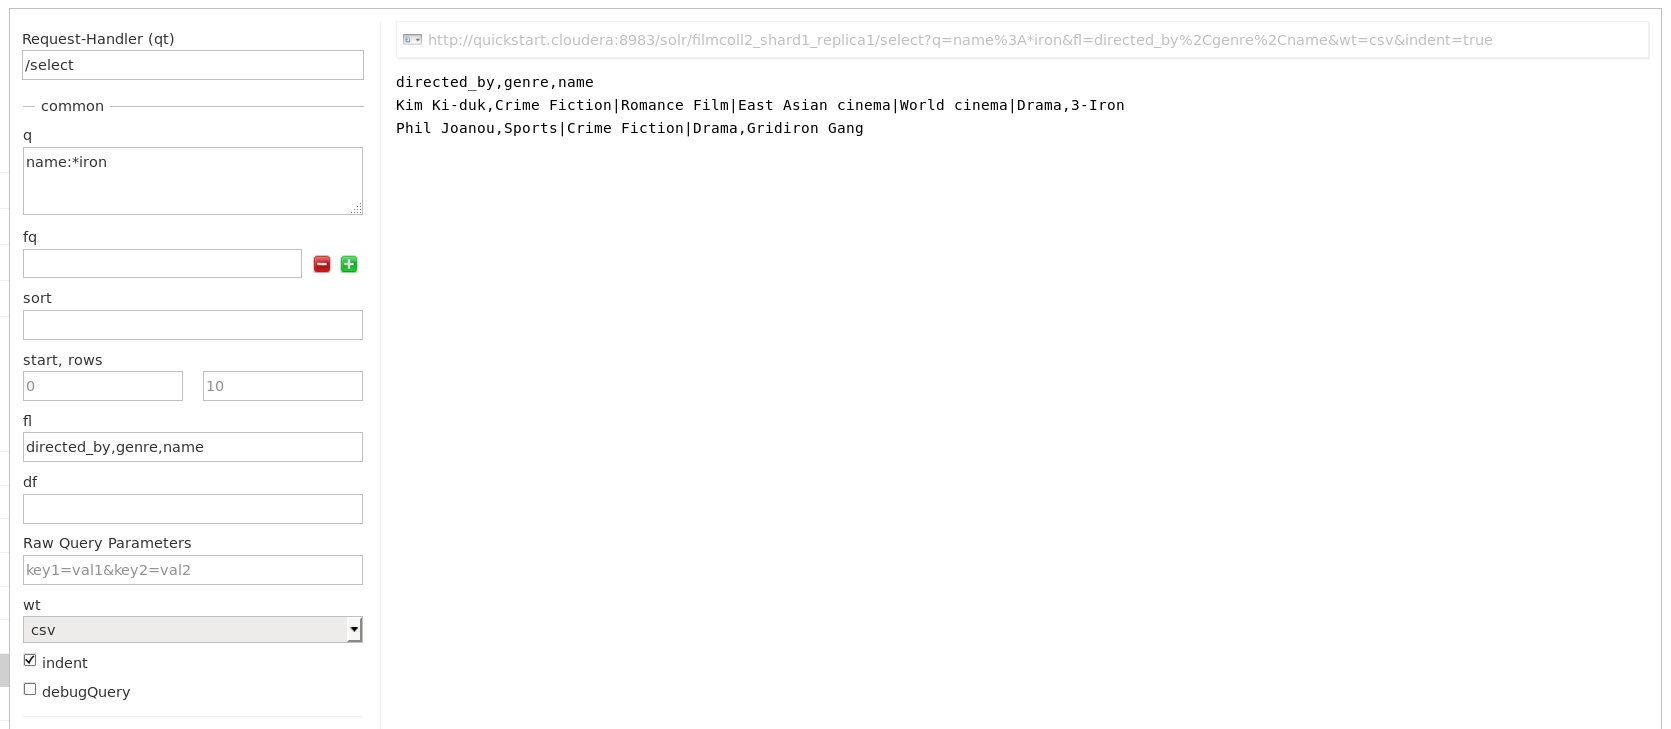 Request-Handler (qt)
/select
common
q
name:*iron
fq
sort
start, rows
0
10
fl
directed_by,genre,name
df
Raw Query Parameters
key1=val1&key2=val2
wt
csv
indent
debugQuery
http://quickstart.cloudera:8983/solr/filmcoll2_shard1_replica1/select?q=name%3A*iron&fl=directed_by%2Cgenre%2Cname&wt=csv&indent=true
directed_by,genre,name
Kim Ki-duk,Crime Fiction|Romance Film|East Asian cinema|World cinema|Drama,3-Iron
Phil Joanou,Sports|Crime Fiction|Drama,Gridiron Gang